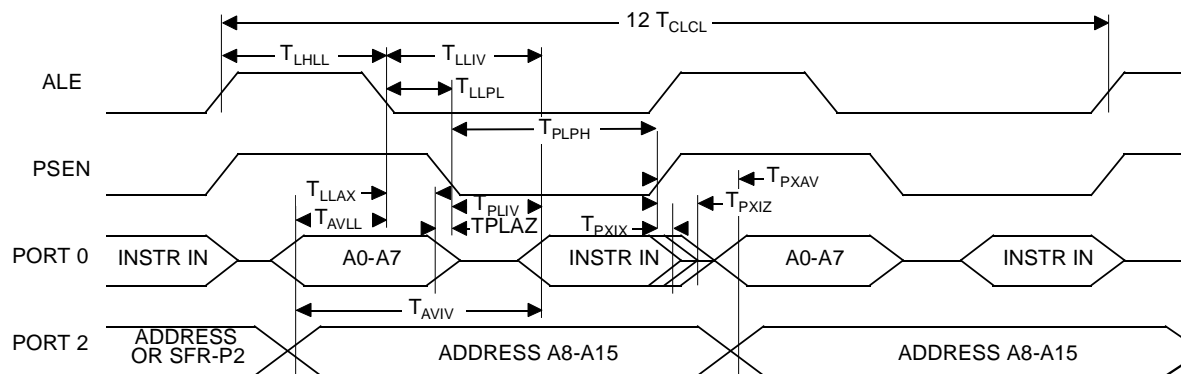 12 TCLCL
TLHLL TLLIV
ALE
TLLPL
TPLPH
PSEN
TPXAV
TLLAX
TPXIZ
TAVLL TPLIV
TPLAZ TPXIX
PORT 0 INSTR IN A0-A7 INSTR IN A0-A7 INSTR IN
TAVIV
PORT 2 ADDRESS OR SFR-P2 ADDRESS A8-A15 ADDRESS A8-A15